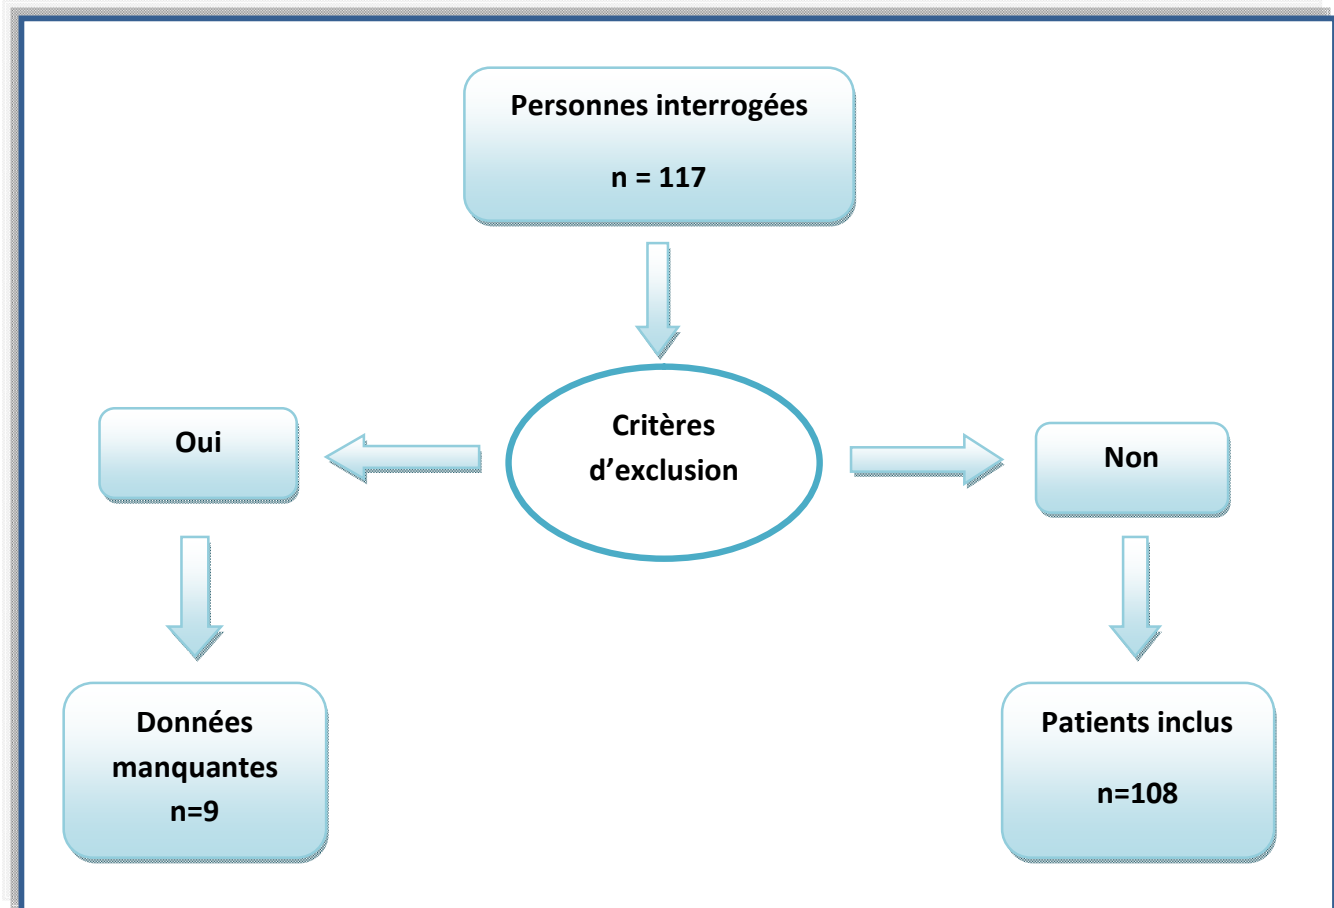 Personnes interrogées
n = 117
Critères
d’exclusion
Oui
Non
Données
manquantes
n=9
Patients inclus
n=108